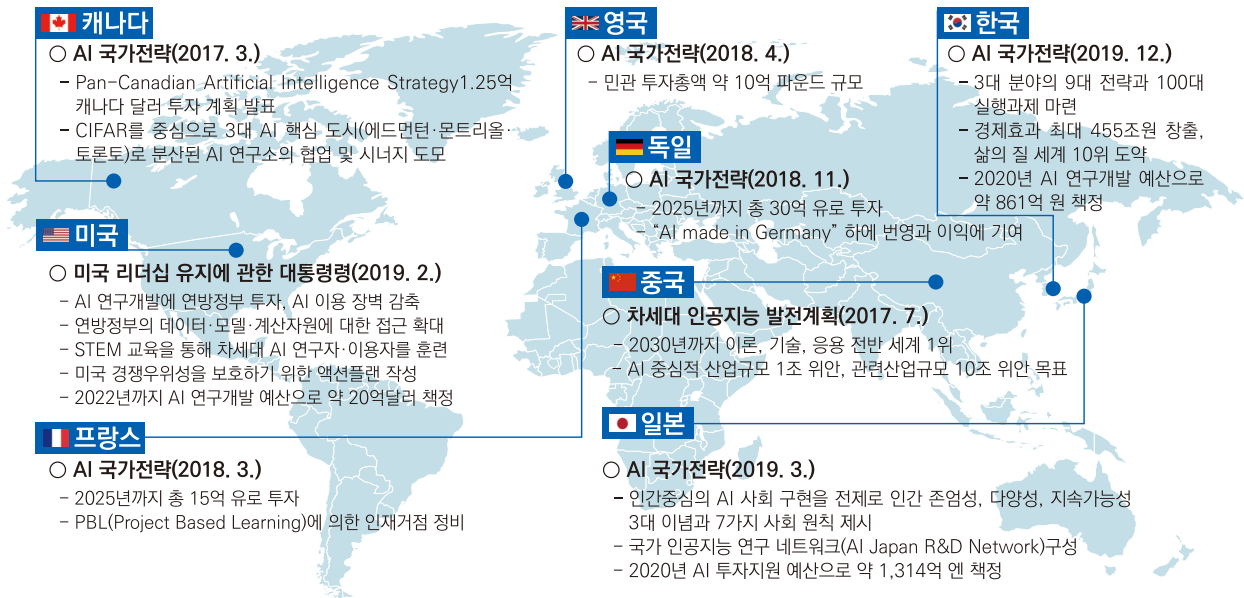 캐나다
○ AI 국가전략(2017. 3.)
– Pan-Canadian Artificial Intelligence Strategy1.25억
캐나다 달러 투자 계획 발표
– CIFAR를 중심으로 3대 AI 핵심 도시(에드먼턴·몬트리올·
토론토)로 분산된 AI 연구소의 협업 및 시너지 도모
미국
○ 미국 리더십 유지에 관한 대통령령(2019. 2.)
– AI 연구개발에 연방정부 투자, AI 이용 장벽 감축
– 연방정부의 데이터·모델·계산자원에 대한 접근 확대
– STEM 교육을 통해 차세대 AI 연구자·이용자를 훈련
– 미국 경쟁우위성을 보호하기 위한 액션플랜 작성
– 2022년까지 AI 연구개발 예산으로 약 20억달러 책정
프랑스
○ AI 국가전략(2018. 3.)
– 2025년까지 총 15억 유로 투자
– PBL(Project Based Learning)에 의한 인재거점 정비
영국
○ AI 국가전략(2018. 4.)
– 민관 투자총액 약 10억 파운드 규모
독일
○ AI 국가전략(2018. 11.)
– 2025년까지 총 30억 유로 투자
– “AI made in Germany” 하에 번영과 이익에 기여
중국
○ 차세대 인공지능 발전계획(2017. 7.)
– 2030년까지 이론, 기술, 응용 전반 세계 1위
– AI 중심적 산업규모 1조 위안, 관련산업규모 10조 위안 목표
일본
○ AI 국가전략(2019. 3.)
– 인간중심의 AI 사회 구현을 전제로 인간 존엄성, 다양성, 지속가능성
3대 이념과 7가지 사회 원칙 제시
– 국가 인공지능 연구 네트워크(AI Japan R&D Network)구성
– 2020년 AI 투자지원 예산으로 약 1,314억 엔 책정
한국
○ AI 국가전략(2019. 12.)
– 3대 분야의 9대 전략과 100대
실행과제 마련
– 경제효과 최대 455조원 창출,
삶의 질 세계 10위 도약
– 2020년 AI 연구개발 예산으로
약 861억 원 책정